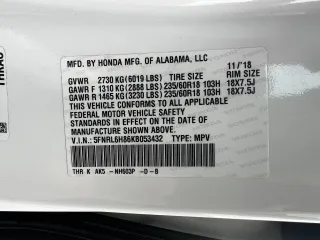 MFD. BY HONDA MFG. OF ALABAMA, LLC 11/'18
GVWR 2730 KG(6019 LBS) TIRE SIZE RIM SIZE
GAWR F 1310 KG(2888 LBS)235/60R18 103H 18X7.5J
GAWR R 1465 KG(3230 LBS)235/60R18 103H 18X7.5J
THIS VEHICLE CONFORMS TO ALL APPLICABLE
FEDERAL MOTOR VEHICLE SAFETY STANDARDS IN
EFFECT ON THE DATE OF MANUFACTURE SHOWN ABOVE.
V.I.N.: 5FNRL6H86KB053432 TYPE: MPV
THR K AK5 -NH603P -D -B